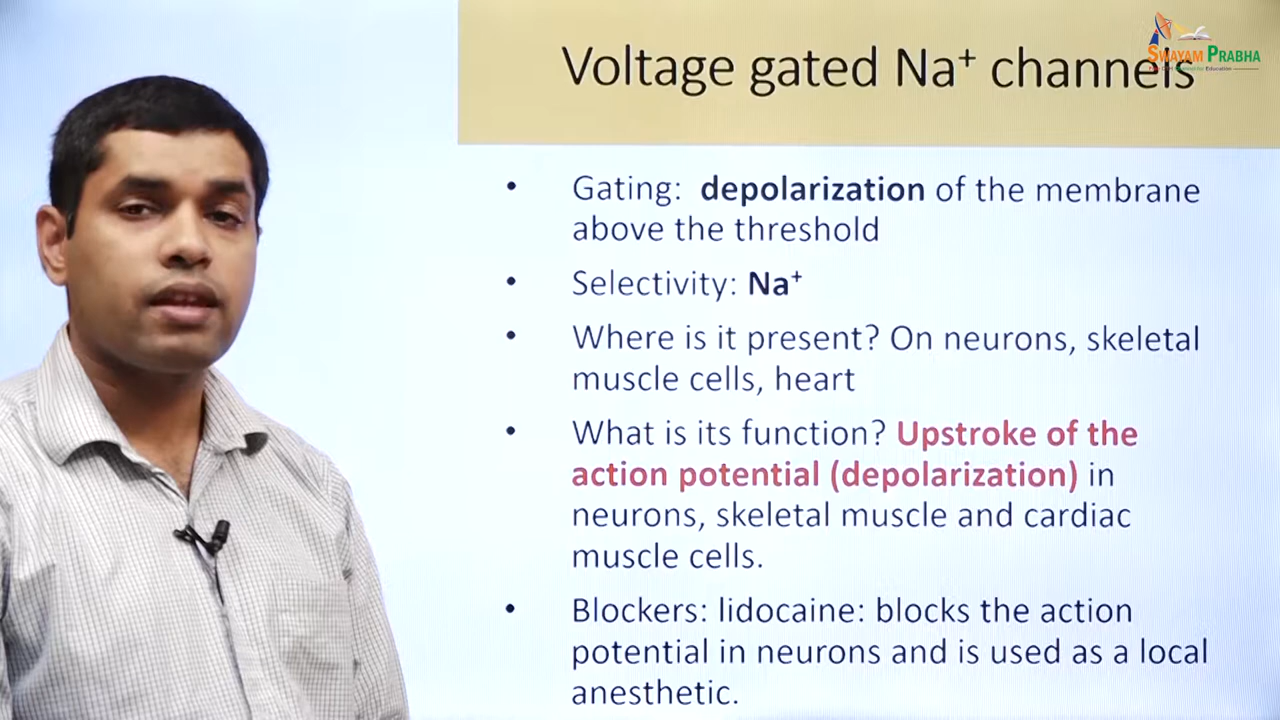 Voltage gated Na⁺ channels
SWAYAM PRABHA
• Gating: depolarization of the membrane
above the threshold
• Selectivity: Na⁺
• Where is it present? On neurons, skeletal
muscle cells, heart
• What is its function? Upstroke of the
action potential (depolarization) in
neurons, skeletal muscle and cardiac
muscle cells.
• Blockers: lidocaine: blocks the action
potential in neurons and is used as a local
anesthetic.